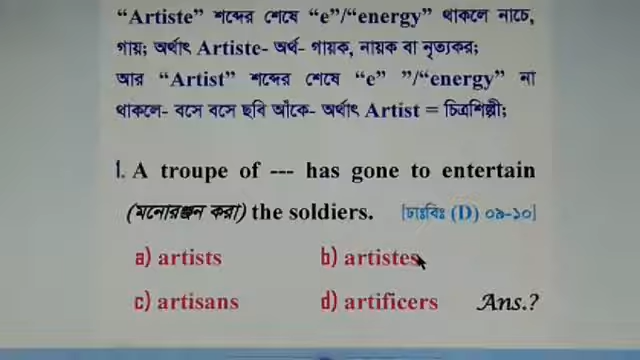 “Artiste” শব্দের শেষে “e”/“energy” থাকলে নাচে,
গায়; অর্থাৎ Artiste- অর্থ- গায়ক, নায়ক বা নৃত্যকর;
আর “Artist” শব্দের শেষে “e” ”/“energy” না
থাকলে- বসে বসে ছবি আঁকে- অর্থাৎ Artist = চিত্রশিল্পী;
1. A troupe of --- has gone to entertain
(মনোরঞ্জন করা) the soldiers. [ঢাঃবিঃ (D) ০৯-১০]
a) artists b) artistes
c) artisans d) artificers Ans.?